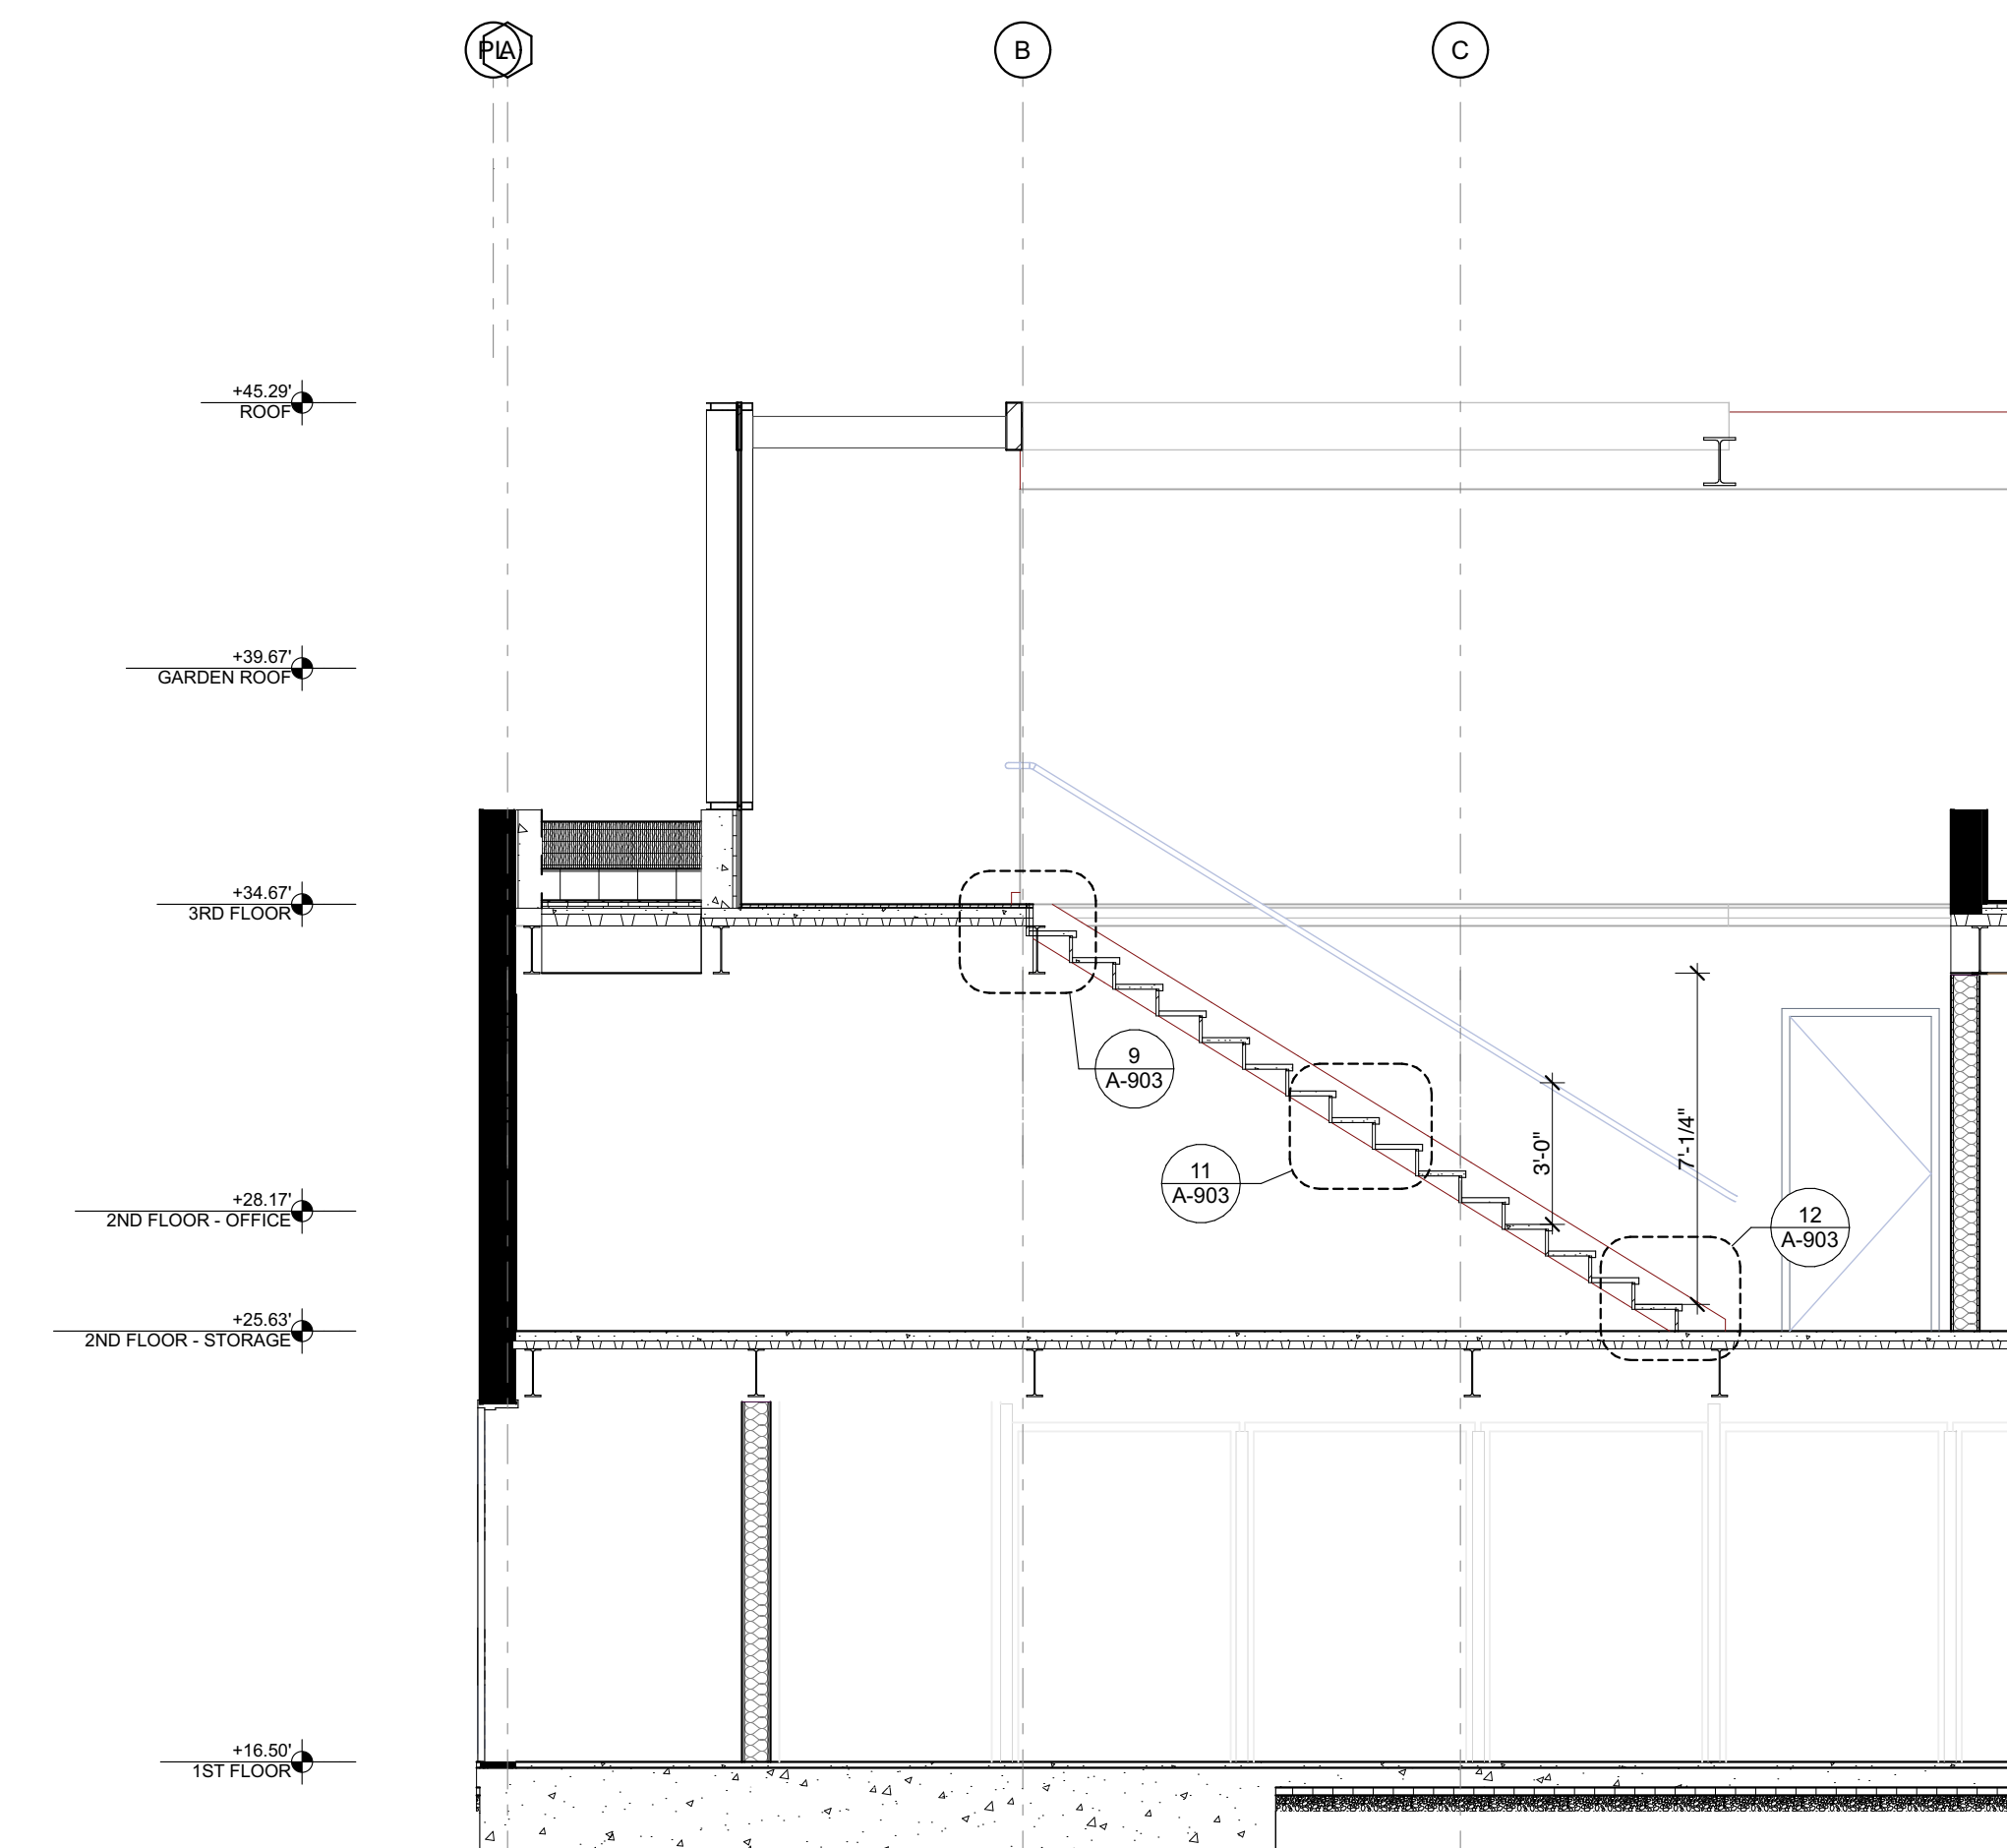 PL
A
B
C
+45.29'
ROOF
+39.67'
GARDEN ROOF
+34.67'
3RD FLOOR
9
A-903
3'-0"
7'-1/4"
11
A-903
+28.17'
2ND FLOOR - OFFICE
12
A-903
+25.63'
2ND FLOOR - STORAGE
+16.50'
1ST FLOOR